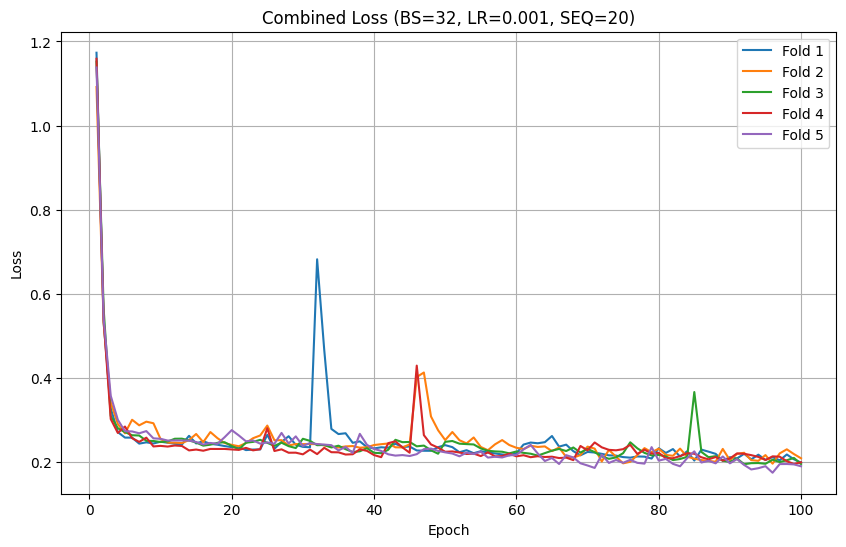 Combined Loss (BS=32, LR=0.001, SEQ=20)
1.2
1.0
0.8
0.6
0.4
0.2
Loss
0
20
40
60
80
100
Epoch
Fold 1
Fold 2
Fold 3
Fold 4
Fold 5